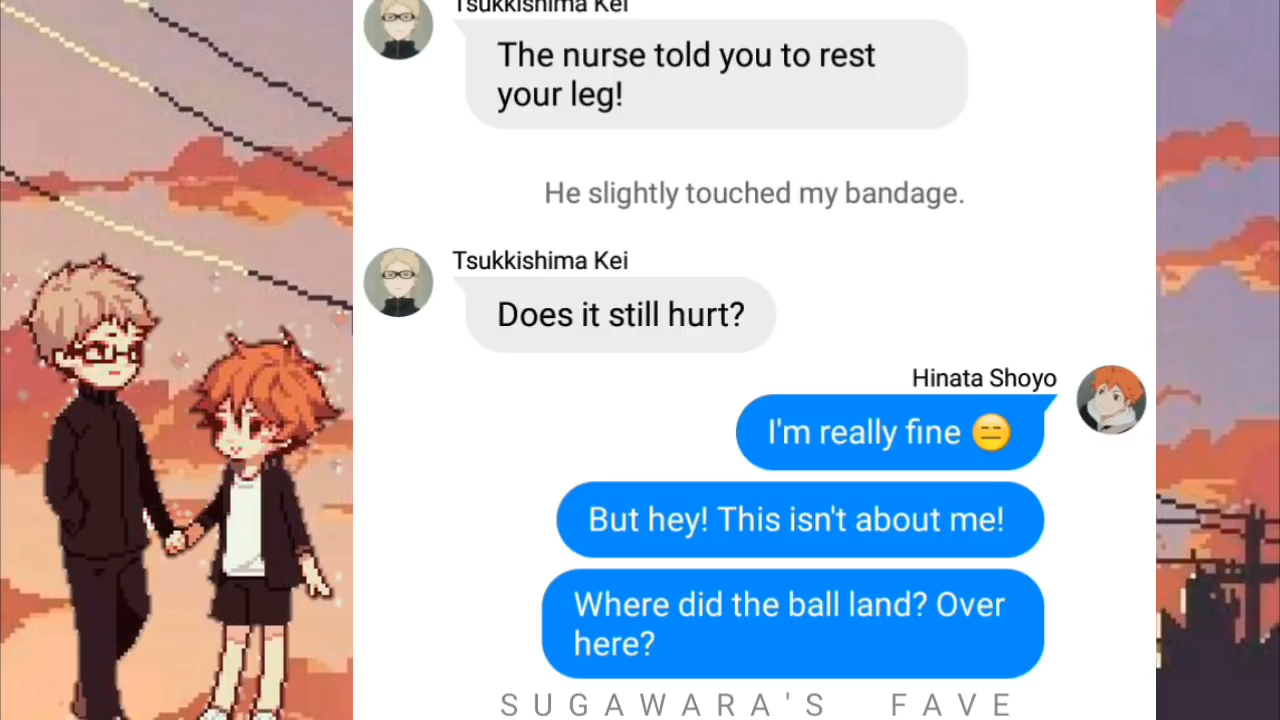 Tsukkishima Kei
The nurse told you to rest
your leg!
He slightly touched my bandage.
Tsukkishima Kei
Does it still hurt?
Hinata Shoyo
I'm really fine 😑
But hey! This isn't about me!
Where did the ball land? Over
here?
SUGAWARA'S FAVE